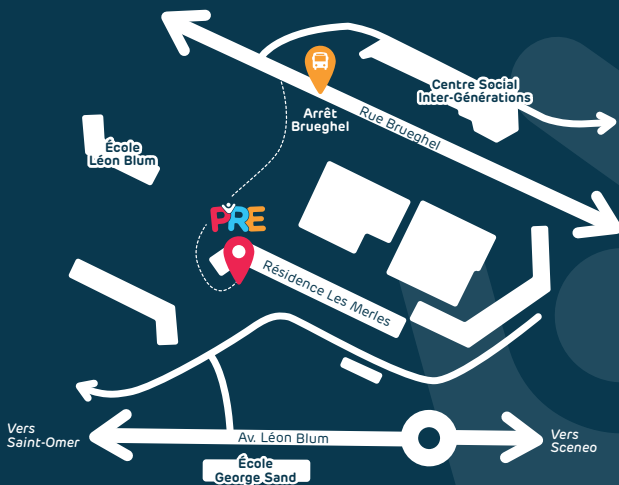 Centre Social
Inter-Générations
Arrêt
Brueghel
Rue Brueghel
École
Léon Blum
PRE
Résidence Les Merles
Vers
Saint-Omer
Av. Léon Blum
Vers
Sceneo
École
George Sand